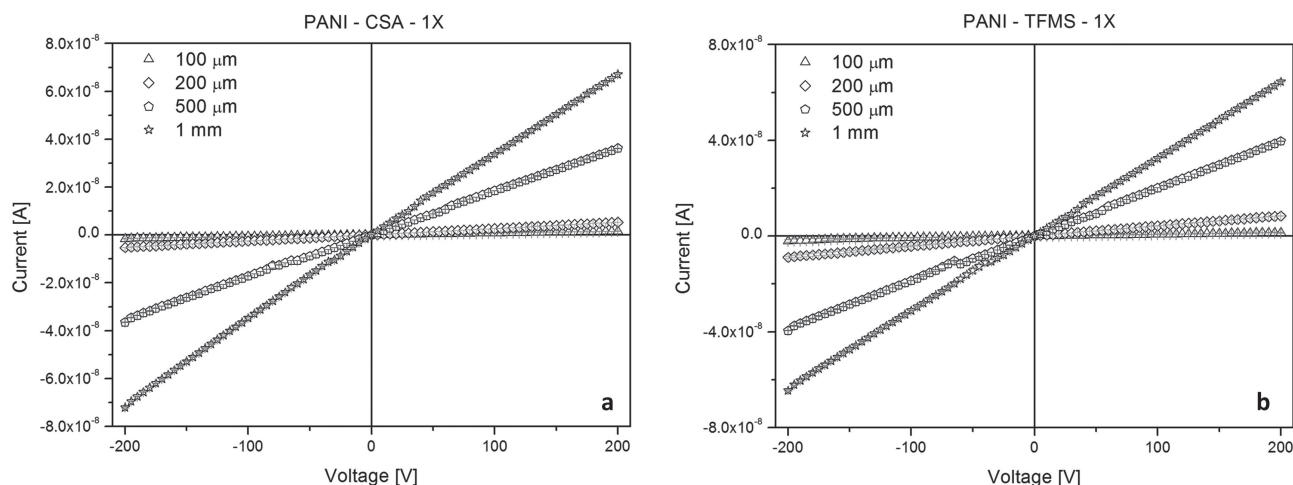 PANI - CSA - 1X
8.0x10⁻⁸
6.0x10⁻⁸
4.0x10⁻⁸
2.0x10⁻⁸
0.0
-2.0x10⁻⁸
-4.0x10⁻⁸
-6.0x10⁻⁸
-8.0x10⁻⁸
Current [A]
100 μm
200 μm
500 μm
1 mm
a
-200 -100 0 100 200
Voltage [V]
PANI - TFMS - 1X
8.0x10⁻⁸
4.0x10⁻⁸
0.0
-4.0x10⁻⁸
-8.0x10⁻⁸
Current [A]
100 μm
200 μm
500 μm
1 mm
b
-200 -100 0 100 200
Voltage [V]